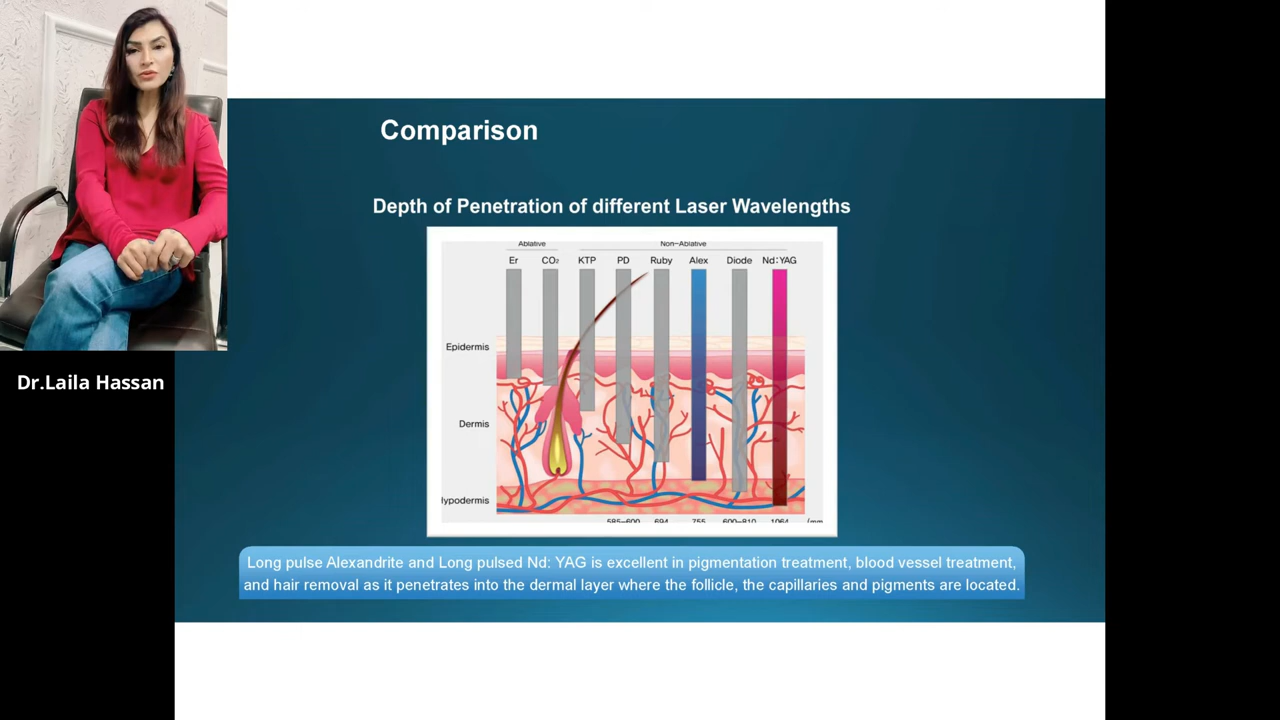 Comparison
Depth of Penetration of different Laser Wavelengths
Ablative Non-Ablative
Er CO₂ KTP PD Ruby Alex Diode Nd:YAG
Epidermis
Dr.Laila Hassan
Dermis
lypodermis
585-600 694 755 600-810 1064 (mm
Long pulse Alexandrite and Long pulsed Nd: YAG is excellent in pigmentation treatment, blood vessel treatment,
and hair removal as it penetrates into the dermal layer where the follicle, the capillaries and pigments are located.